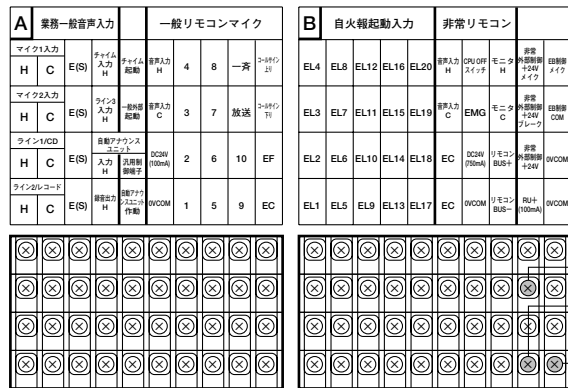 A 業務一般音声入力 一般リモコンマイク
マイク1入力
H C E(S) チャイム入力H チャイム起動 音声入力H 4 8 一斉 コールサイン上り
マイク2入力
H C E(S) ライン3入力H 一般外部起動 音声入力C 3 7 放送 コールサイン下り
ライン1/CD 自動アナウンスユニット
H C E(S) 入力H 汎用制御端子 DC24V(100mA) 2 6 10 EF
ライン2/レコード
H C E(S) 録音出力H 自動アナウンスユニット作動 0VCOM 1 5 9 EC
B 自火報起動入力 非常リモコン
EL4 EL8 EL12 EL16 EL20 音声入力H CPU OFFスイッチ モニタH 非常外部制御+24Vメイク EB制御メイク
EL3 EL7 EL11 EL15 EL19 音声入力C EMG モニタC 非常外部制御+24Vブレーク EB制御COM
EL2 EL6 EL10 EL14 EL18 EC DC24V(750mA) リモコンBUS+ 非常外部制御+24V 0VCOM
EL1 EL5 EL9 EL13 EL17 EC 0VCOM リモコンBUS− RU+(100mA) 0VCOM